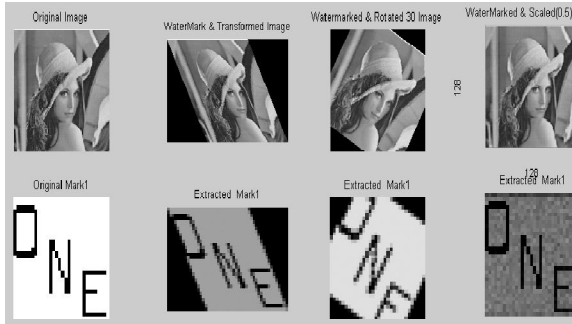 Original Image
WaterMark & Transformed Image
Watermarked & Rotated 30 Image
WaterMarked & Scaled(0.5)
128
128
Original Mark1
Extracted Mark1
Extracted Mark1
Extracted Mark1
ONE
ONE
ONE
ONE